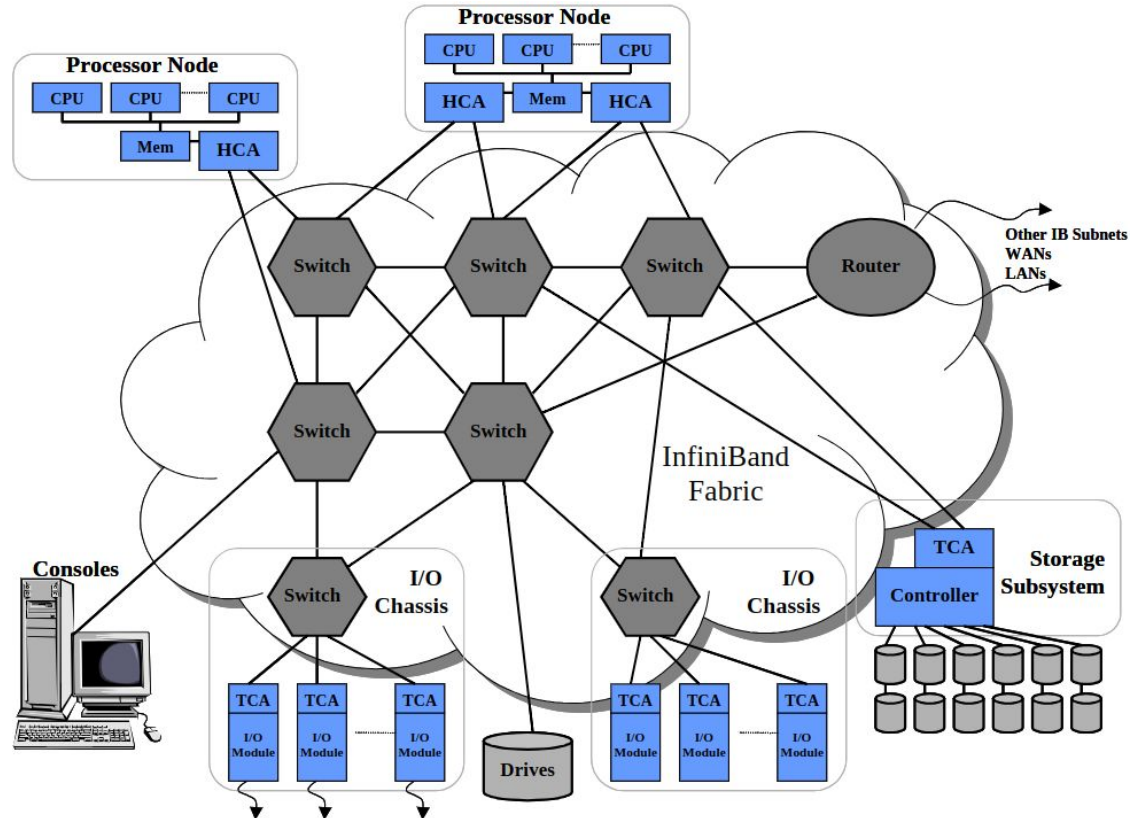 Processor Node
CPU CPU CPU
HCA Mem HCA
Processor Node
CPU CPU CPU
Mem HCA
Switch Switch Switch Router
Other IB Subnets
WANs
LANs
Switch Switch
InfiniBand
Fabric
Consoles
Switch
I/O
Chassis
Switch
I/O
Chassis
TCA
Controller
Storage
Subsystem
TCA TCA TCA
I/O I/O I/O
Module Module Module
Drives
TCA TCA TCA
I/O I/O I/O
Module Module Module